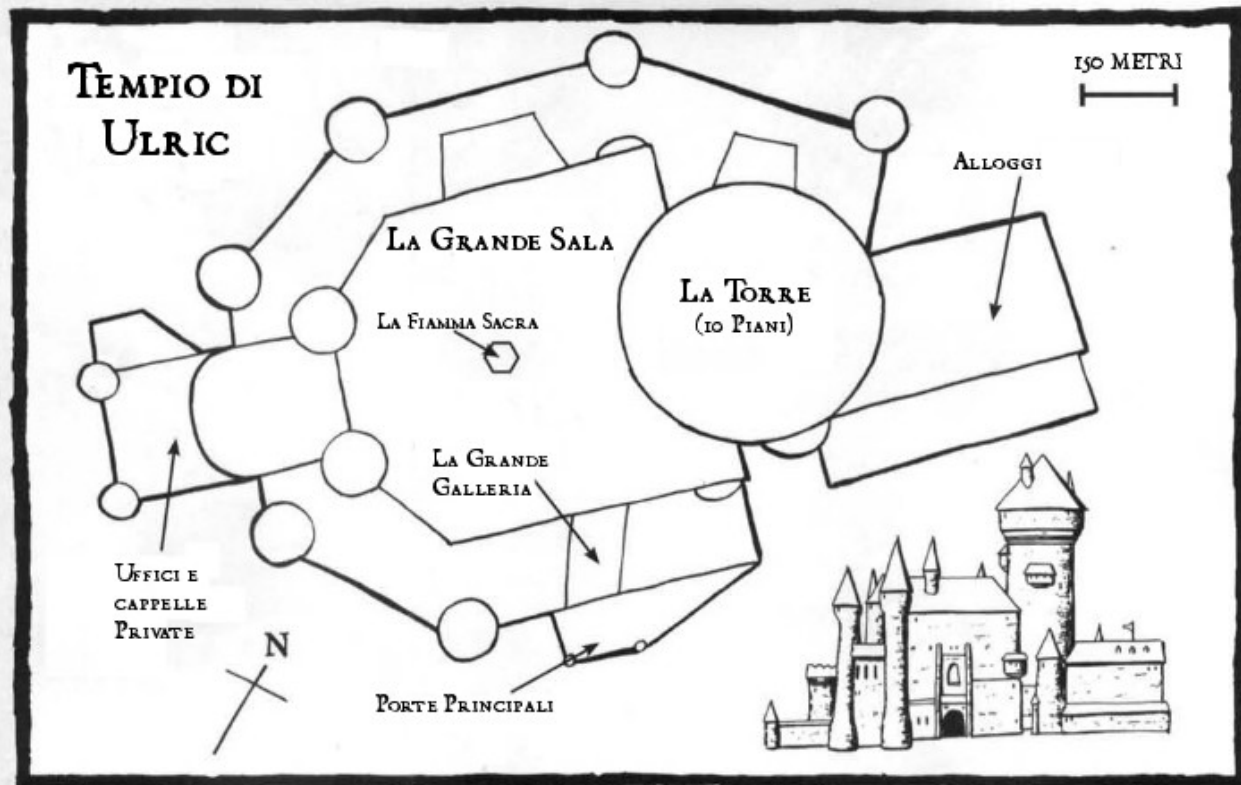 Tempio di
Ulric
150 metri
Alloggi
La Grande Sala
La Torre
(10 Piani)
La Fiamma Sacra
La Grande
Galleria
Uffici e
cappelle
Private
N
Porte Principali